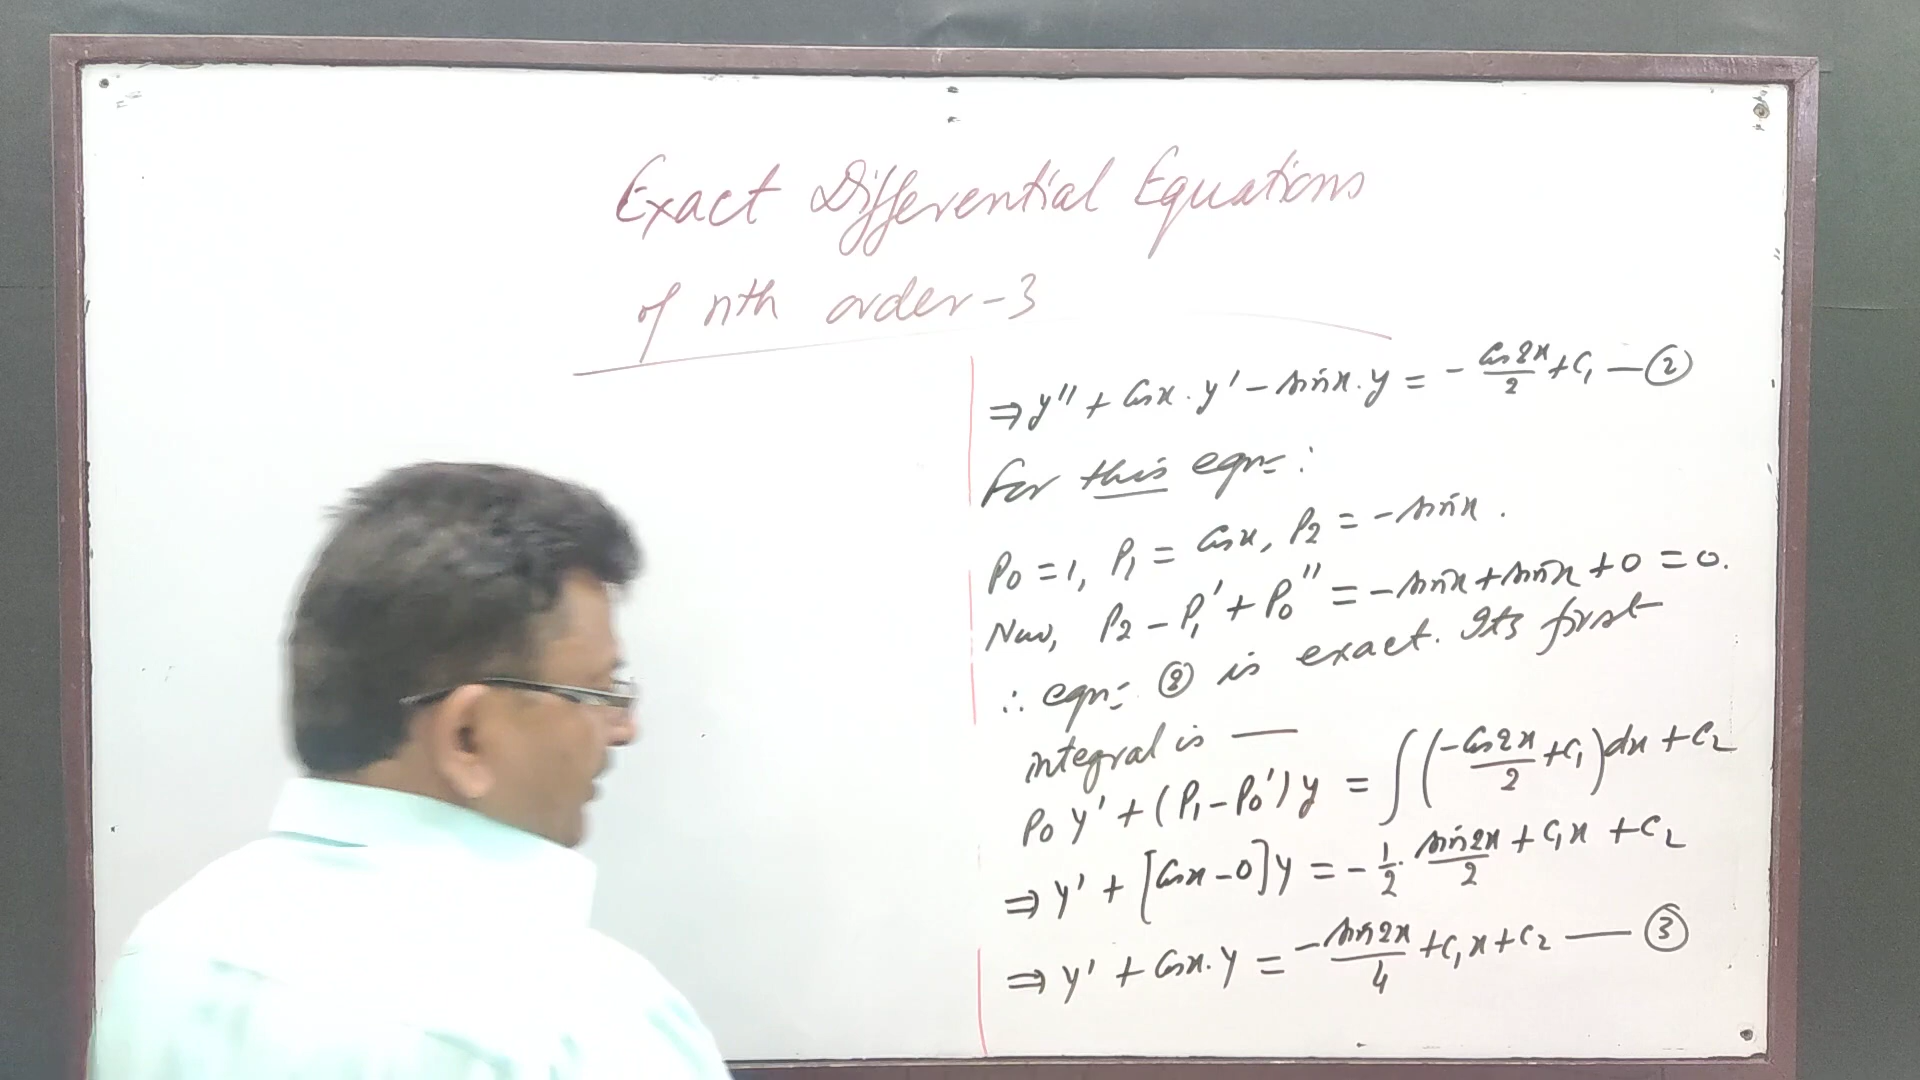 Exact Differential Equations
of nth order-3
⇒ y'' + Cosx. y' - sinx. y = - Cos2x/2 + C₁ — ②
For this eqn= :
P₀ = 1, P₁ = Cosx, P₂ = - sinx.
Now, P₂ - P₁' + P₀'' = - sinx + sinx + 0 = 0.
∴ eqn= ② is exact. Its first
integral is —
P₀ y' + (P₁ - P₀') y = ∫(-Cos2x/2 + C₁)dx + C₂
⇒ y' + [Cosx - 0]y = - 1/2 . sin2x/2 + C₁x + C₂
⇒ y' + Cosx. y = - sin2x/4 + C₁x + C₂ — ③